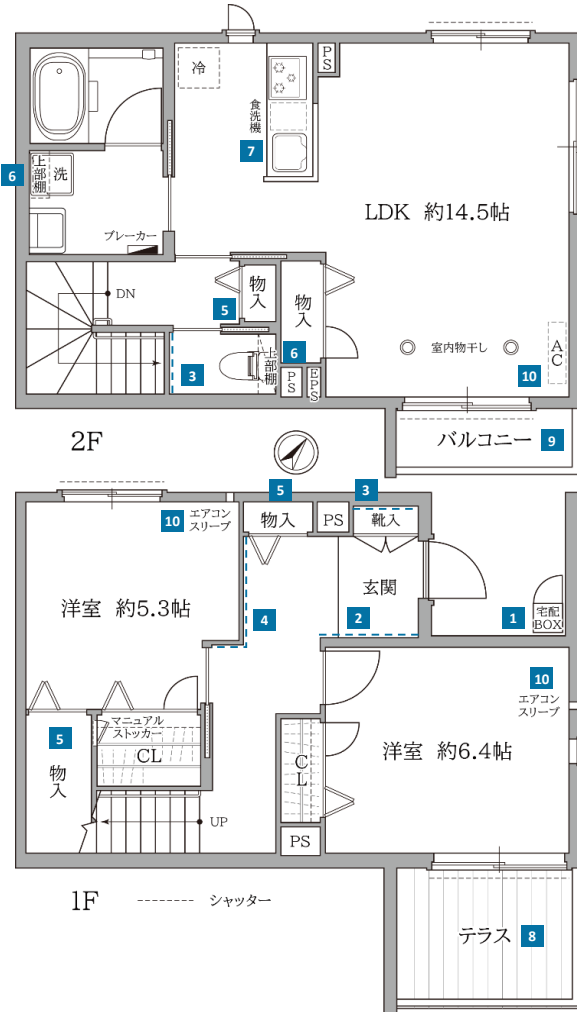 冷
PS
食洗機
7
6
上部棚
洗
LDK 約14.5帖
ブレーカー
DN
5
物入
物入
6
3
上部棚
PS
EPS
室内物干し
AC
10
2F
バルコニー 9
5
3
10 エアコン
スリーブ
物入
PS
靴入
洋室 約5.3帖
玄関
4
2
1
宅配
BOX
10
エアコン
スリーブ
5
物入
マニュアル
ストッカー
CL
CL
洋室 約6.4帖
UP
PS
1F
シャッター
テラス 8